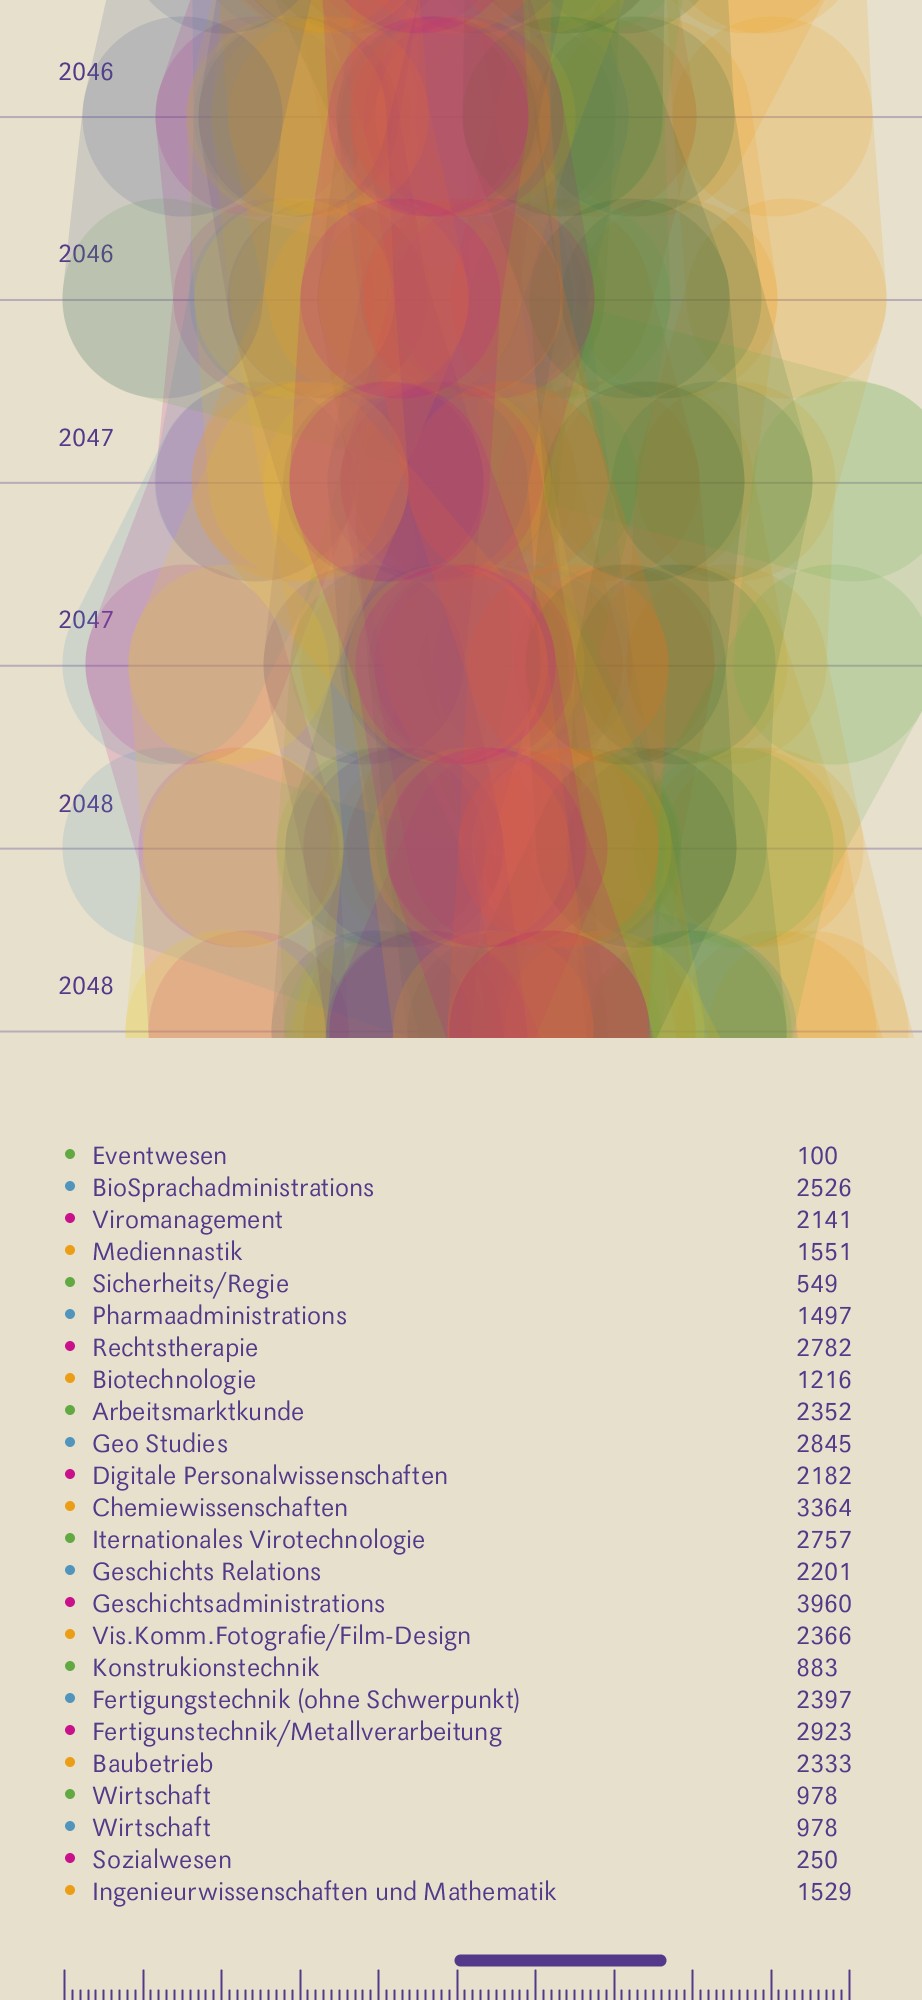 2046
2046
2047
2047
2048
2048
Eventwesen 100
BioSprachadministrations 2526
Viromanagement 2141
Mediennastik 1551
Sicherheits/Regie 549
Pharmaadministrations 1497
Rechtstherapie 2782
Biotechnologie 1216
Arbeitsmarktkunde 2352
Geo Studies 2845
Digitale Personalwissenschaften 2182
Chemiewissenschaften 3364
Iternationales Virotechnologie 2757
Geschichts Relations 2201
Geschichtsadministrations 3960
Vis.Komm.Fotografie/Film-Design 2366
Konstrukionstechnik 883
Fertigungstechnik (ohne Schwerpunkt) 2397
Fertigunstechnik/Metallverarbeitung 2923
Baubetrieb 2333
Wirtschaft 978
Wirtschaft 978
Sozialwesen 250
Ingenieurwissenschaften und Mathematik 1529